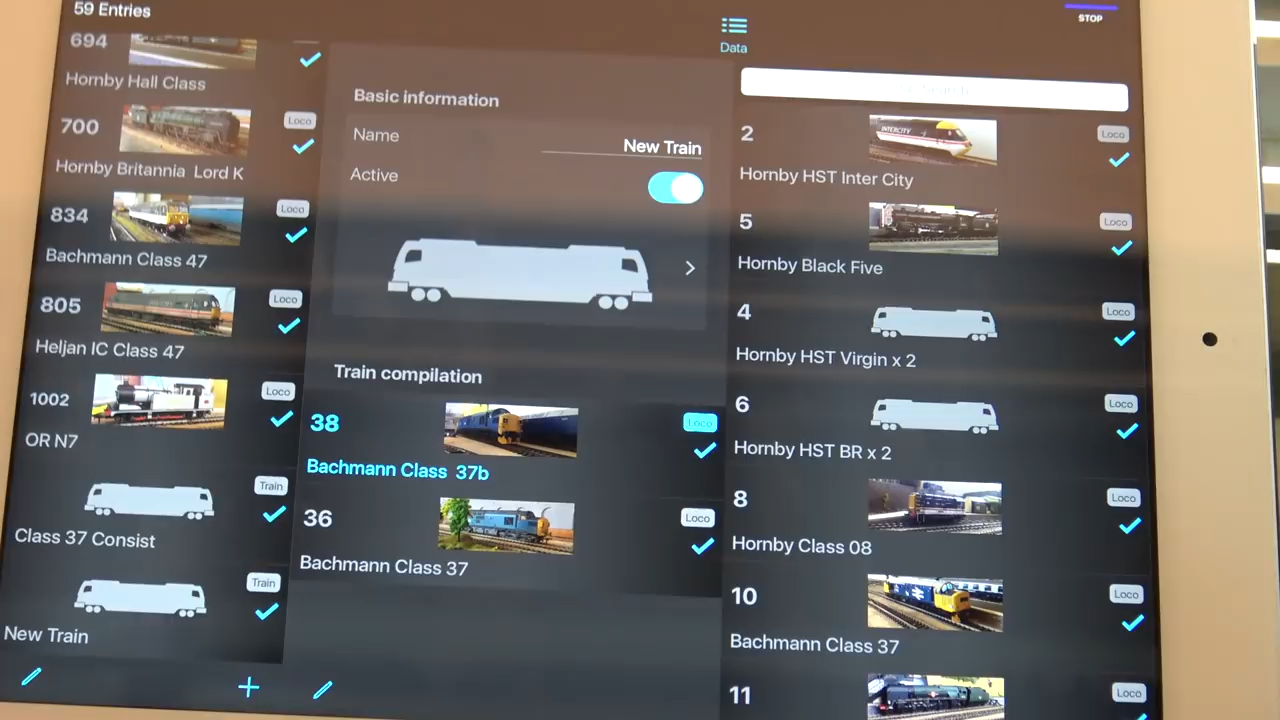 59 Entries
694
Hornby Hall Class
700
Loco
Hornby Britannia Lord K
834
Loco
Bachmann Class 47
805
Loco
Heljan IC Class 47
1002
Loco
OR N7
Train
Class 37 Consist
Train
New Train
Data
Basic information
Name
New Train
Active
Train compilation
38
Loco
Bachmann Class 37b
36
Loco
Bachmann Class 37
STOP
Search
2
INTERCITY
Loco
Hornby HST Inter City
5
Loco
Hornby Black Five
4
Loco
Hornby HST Virgin x 2
6
Loco
Hornby HST BR x 2
8
Loco
Hornby Class 08
10
Loco
Bachmann Class 37
11
Loco